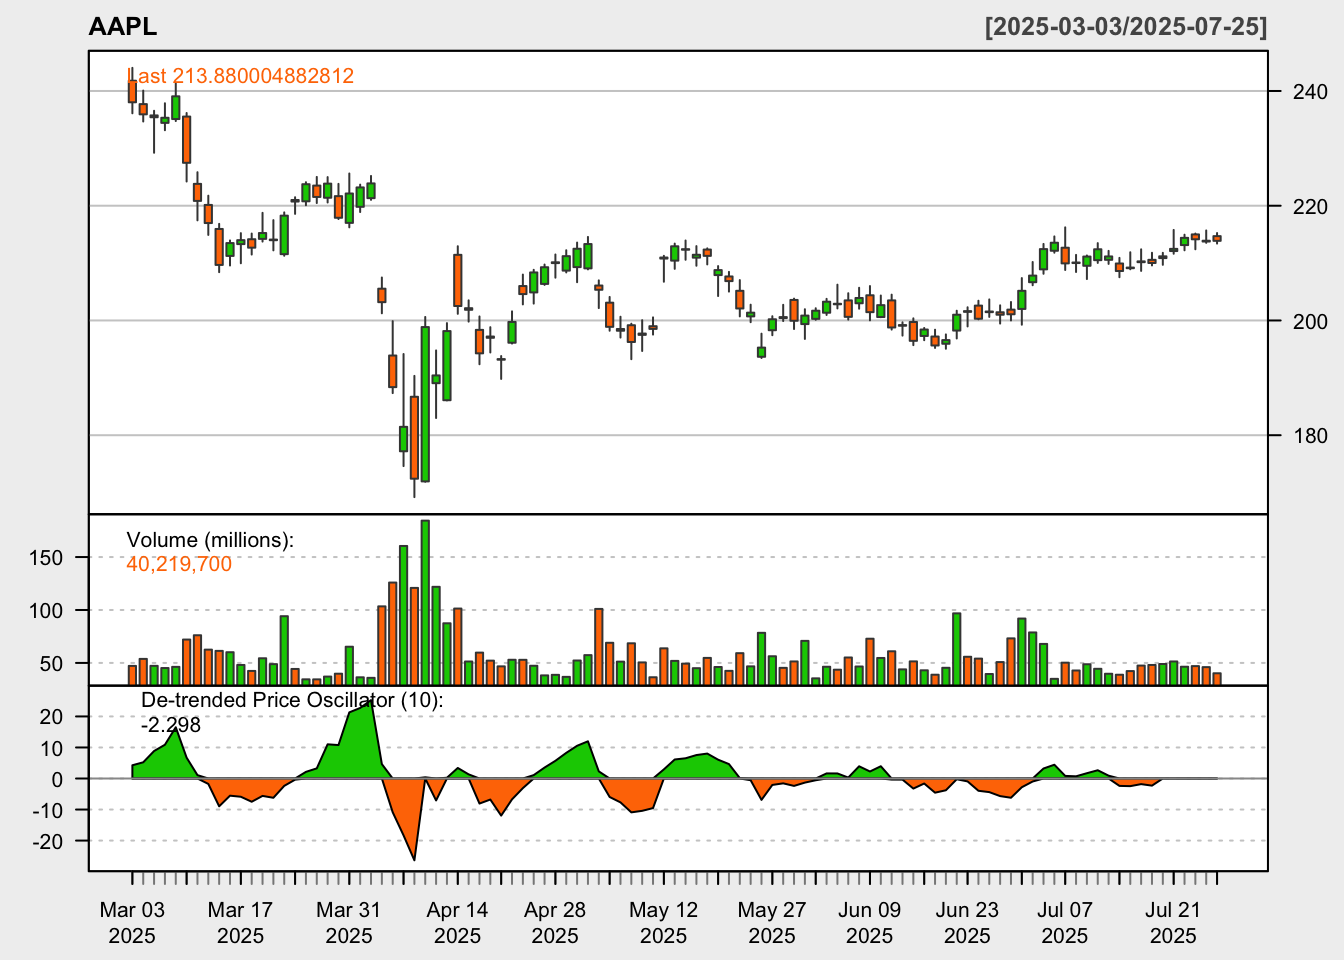 AAPL
[2025-03-03/2025-07-25]
Last 213.880004882812
240
220
200
180
Volume (millions):
40,219,700
150
100
50
De-trended Price Oscillator (10):
-2.298
20
10
0
-10
-20
Mar 03 2025
Mar 17 2025
Mar 31 2025
Apr 14 2025
Apr 28 2025
May 12 2025
May 27 2025
Jun 09 2025
Jun 23 2025
Jul 07 2025
Jul 21 2025